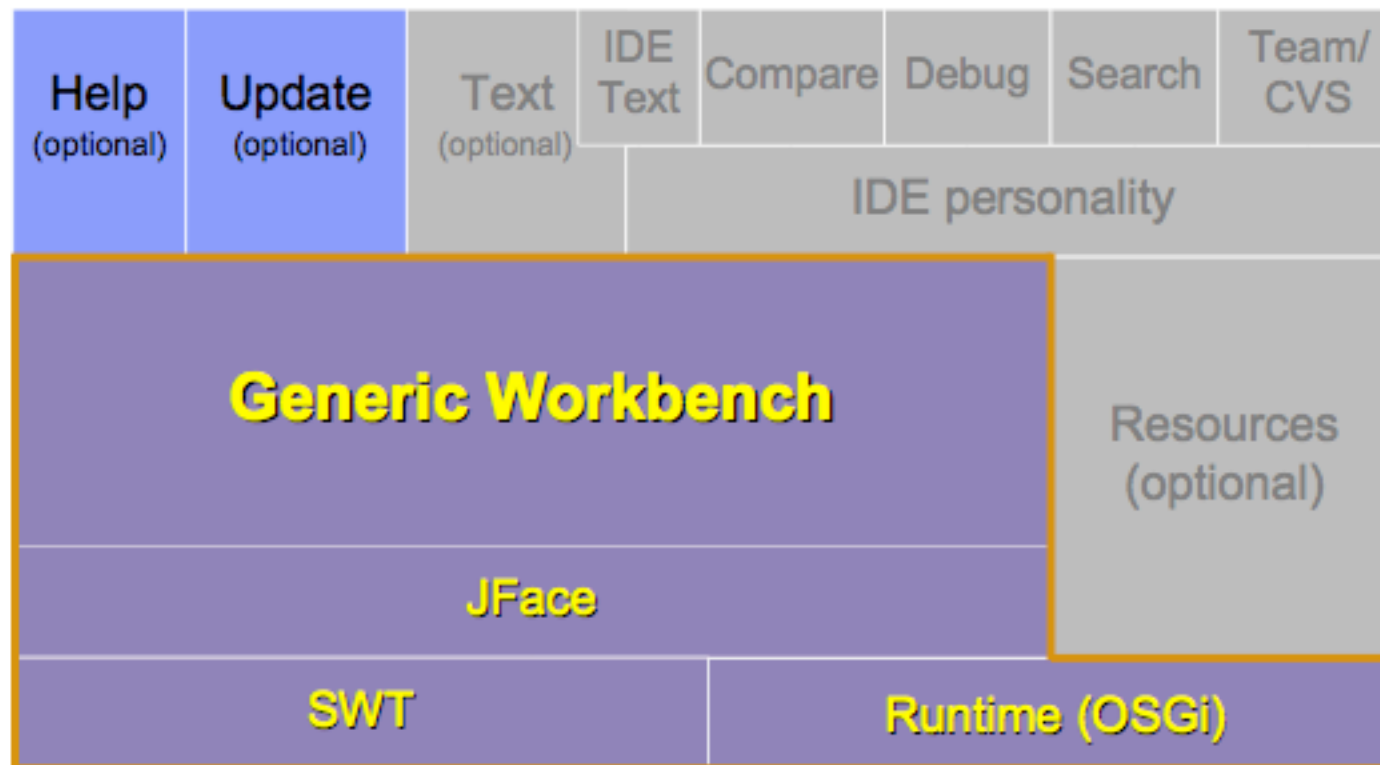 Help
(optional)
Update
(optional)
Text
(optional)
IDE
Text
Compare
Debug
Search
Team/
CVS
IDE personality
Generic Workbench
Resources
(optional)
JFace
SWT
Runtime (OSGi)